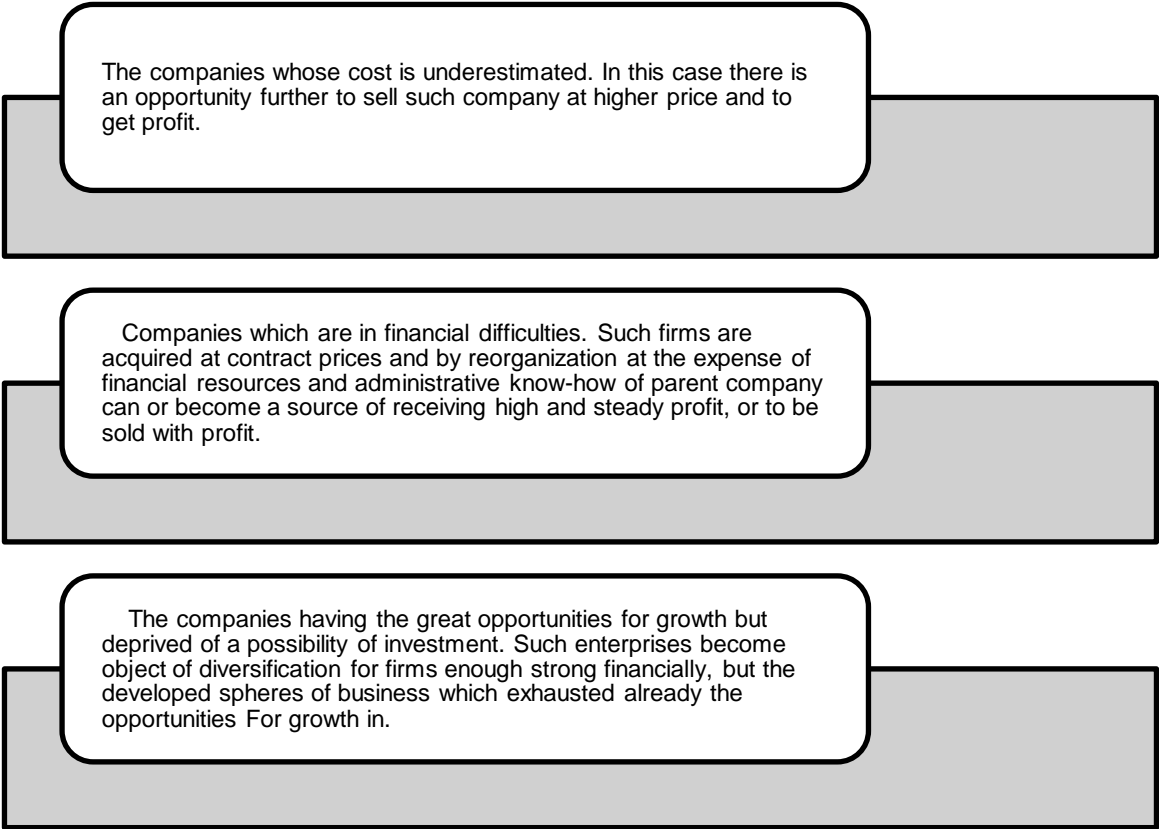 The companies whose cost is underestimated. In this case there is
an opportunity further to sell such company at higher price and to
get profit.
Companies which are in financial difficulties. Such firms are
acquired at contract prices and by reorganization at the expense of
financial resources and administrative know-how of parent company
can or become a source of receiving high and steady profit, or to be
sold with profit.
The companies having the great opportunities for growth but
deprived of a possibility of investment. Such enterprises become
object of diversification for firms enough strong financially, but the
developed spheres of business which exhausted already the
opportunities For growth in.